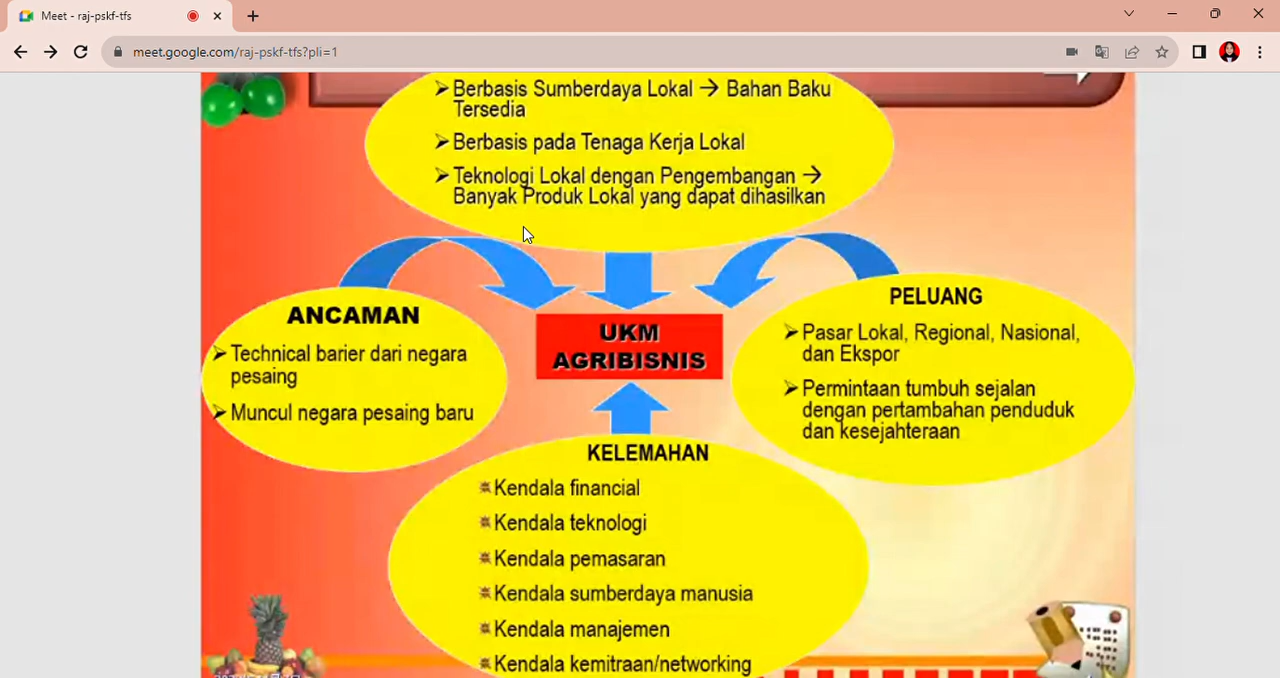 Meet - raj-pskf-tfs
meet.google.com/raj-pskf-tfs?pli=1
➢Berbasis Sumberdaya Lokal → Bahan Baku
Tersedia
➢Berbasis pada Tenaga Kerja Lokal
➢Teknologi Lokal dengan Pengembangan →
Banyak Produk Lokal yang dapat dihasilkan
ANCAMAN
➢Technical barier dari negara
pesaing
➢Muncul negara pesaing baru
UKM
AGRIBISNIS
PELUANG
➢Pasar Lokal, Regional, Nasional,
dan Ekspor
➢Permintaan tumbuh sejalan
dengan pertambahan penduduk
dan kesejahteraan
KELEMAHAN
Kendala financial
Kendala teknologi
Kendala pemasaran
Kendala sumberdaya manusia
Kendala manajemen
Kendala kemitraan/networking